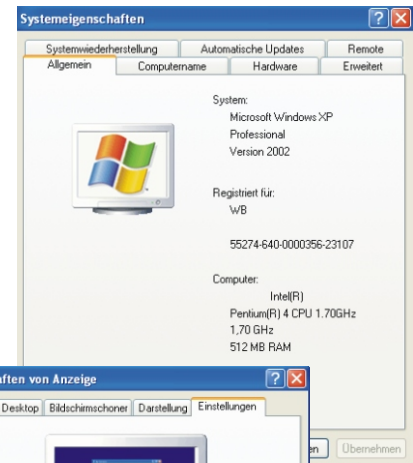 Systemeigenschaften
Systemwiederherstellung Automatische Updates Remote
Allgemein Computername Hardware Erweitert
System:
Microsoft Windows XP
Professional
Version 2002
Registriert für:
WB
55274-640-0000356-23107
Computer:
Intel(R)
Pentium(R) 4 CPU 1.70GHz
1,70 GHz
512 MB RAM
aften von Anzeige
Desktop Bildschirmschoner Darstellung Einstellungen
en Übernehmen